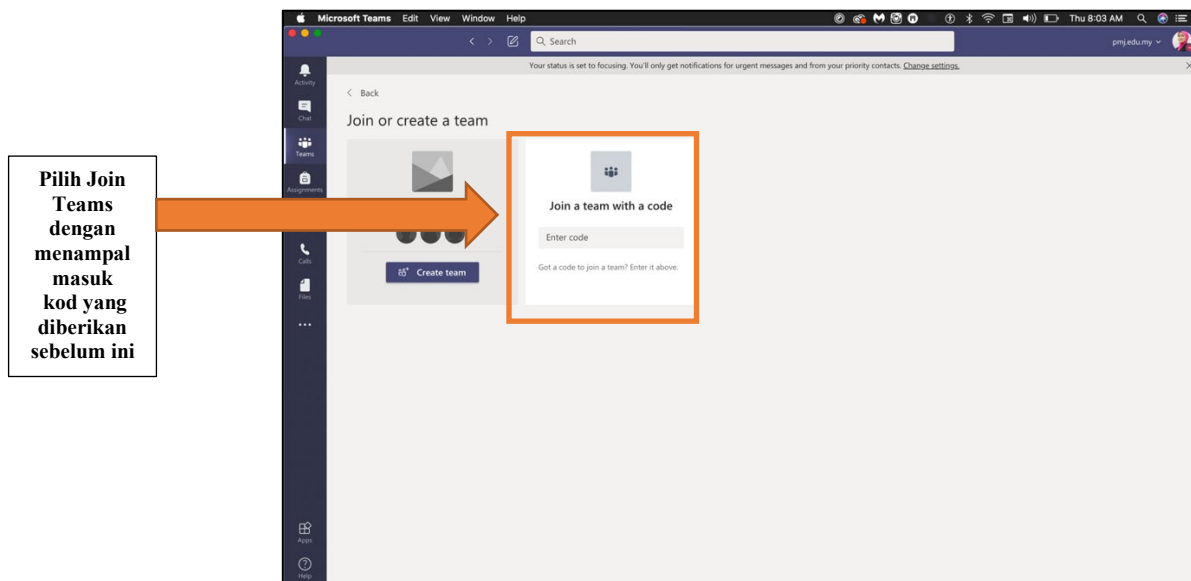 Microsoft Teams Edit View Window Help
Thu 8:03 AM
Search
pmj.edu.my
Your status is set to focusing. You'll only get notifications for urgent messages and from your priority contacts. Change settings.
Activity
Chat
Teams
Assignments
Calls
Files
Apps
Help
Back
Join or create a team
Create team
Join a team with a code
Enter code
Got a code to join a team? Enter it above.
Pilih Join
Teams
dengan
menampal
masuk
kod yang
diberikan
sebelum ini